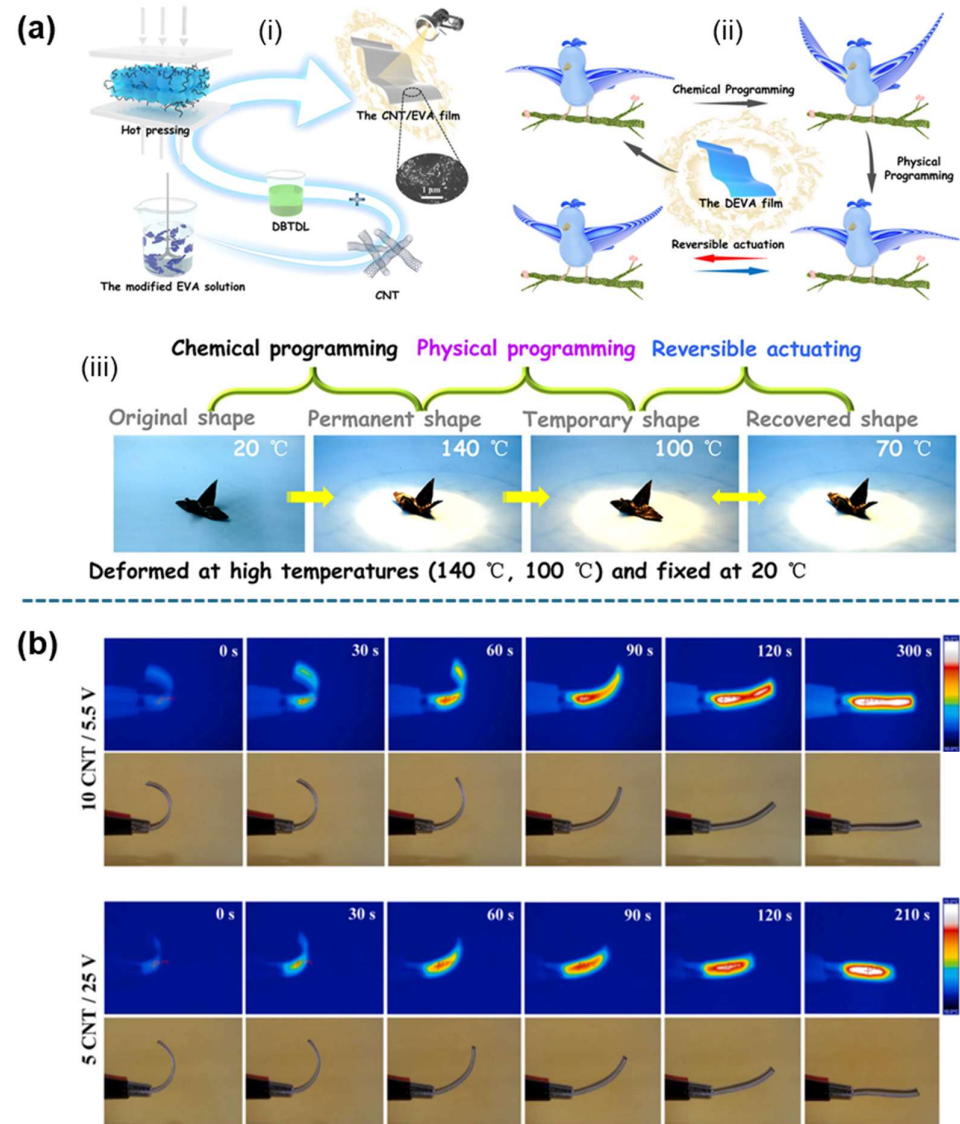 (a)
(i)
Hot pressing
The CNT/EVA film
1 μm
DBTDL
The modified EVA solution
CNT
(ii)
Chemical Programming
Physical
Programming
The DEVA film
Reversible actuation
(iii)
Chemical programming Physical programming Reversible actuating
Original shape Permanent shape Temporary shape Recovered shape
20 ℃ 140 ℃ 100 ℃ 70 ℃
Deformed at high temperatures (140 ℃, 100 ℃) and fixed at 20 ℃
(b)
10 CNT / 5.5 V
0 s 30 s 60 s 90 s 120 s 300 s
5 CNT / 25 V
0 s 30 s 60 s 90 s 120 s 210 s